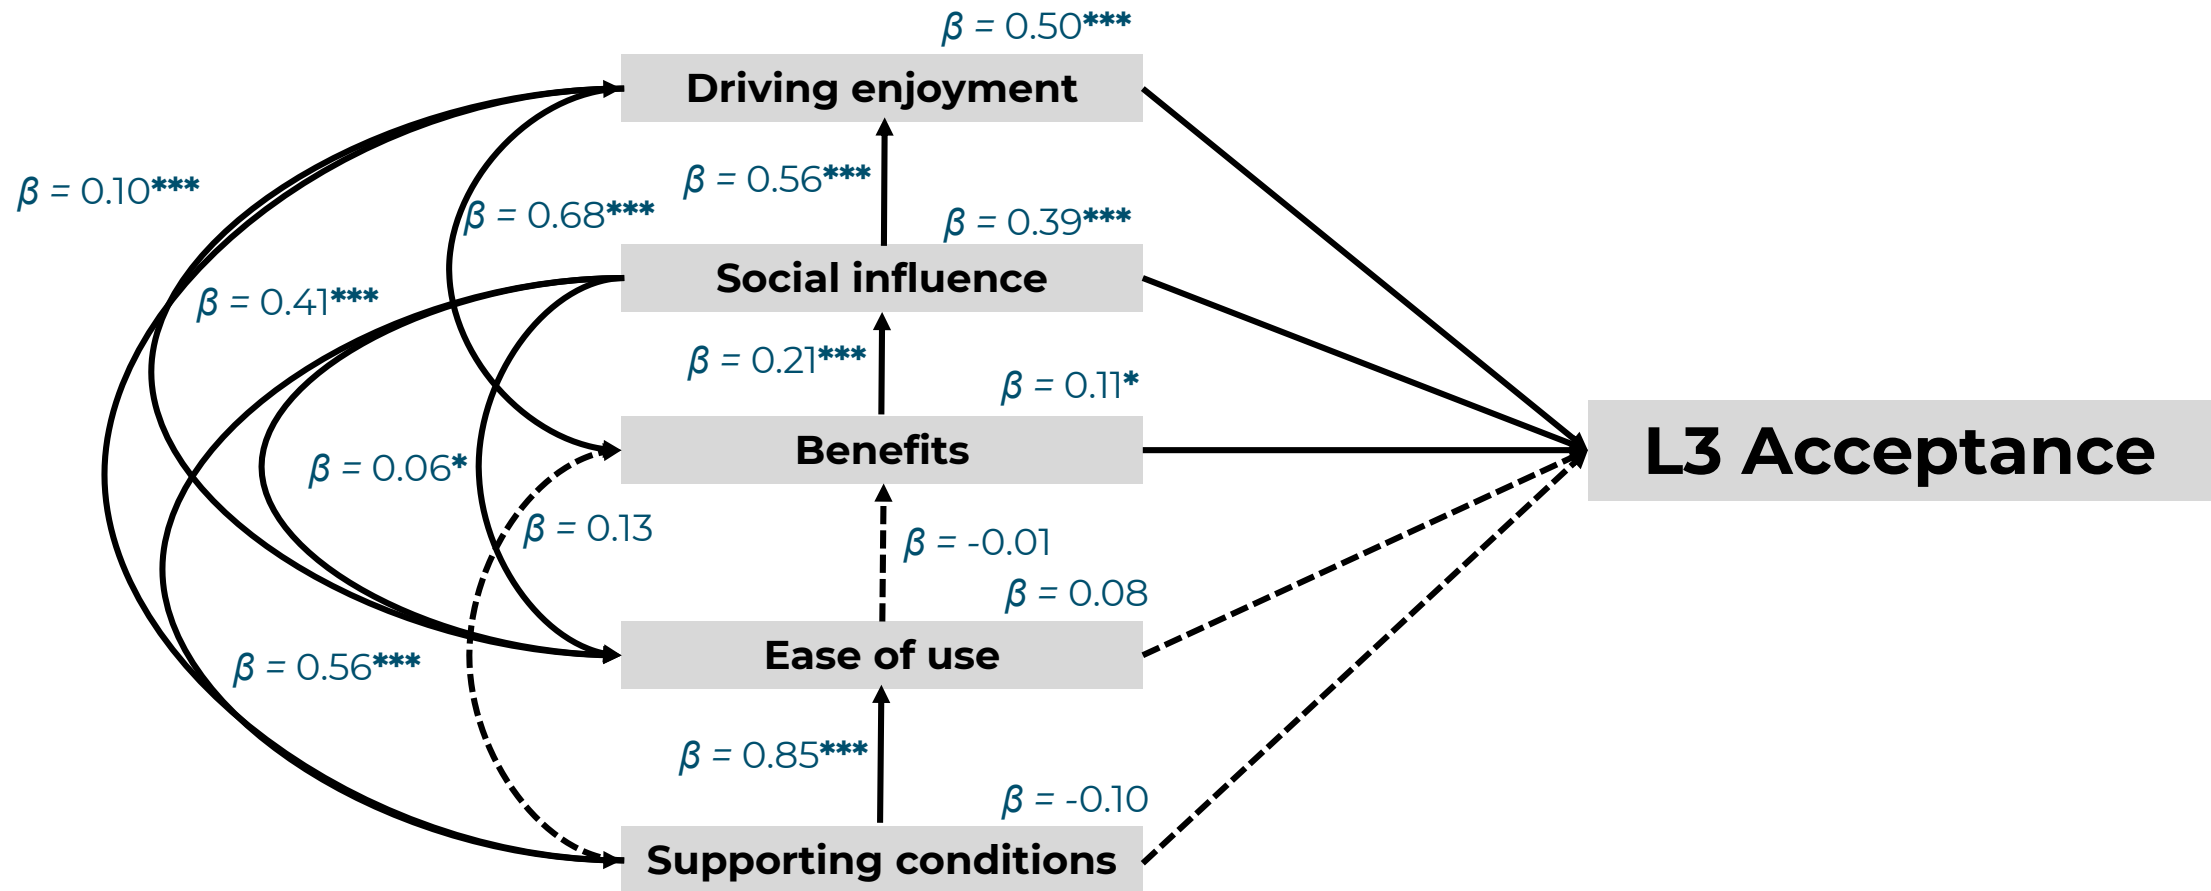 β = 0.50***
Driving enjoyment
β = 0.56***
β = 0.10***
β = 0.68***
β = 0.39***
Social influence
β = 0.41***
β = 0.21***
β = 0.11*
Benefits
L3 Acceptance
β = 0.06*
β = 0.13
β = -0.01
β = 0.08
Ease of use
β = 0.56***
β = 0.85***
β = -0.10
Supporting conditions